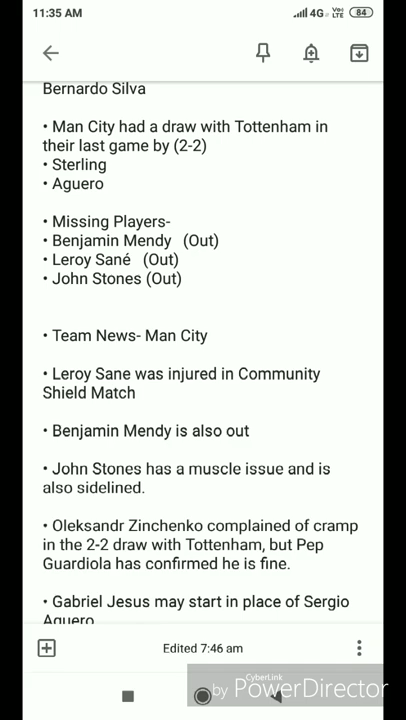 11:35 AM
4G
Vo)
LTE
84
Bernardo Silva
• Man City had a draw with Tottenham in
their last game by (2-2)
• Sterling
• Aguero
• Missing Players-
• Benjamin Mendy (Out)
• Leroy Sané (Out)
• John Stones (Out)
• Team News- Man City
• Leroy Sane was injured in Community
Shield Match
• Benjamin Mendy is also out
• John Stones has a muscle issue and is
also sidelined.
• Oleksandr Zinchenko complained of cramp
in the 2-2 draw with Tottenham, but Pep
Guardiola has confirmed he is fine.
• Gabriel Jesus may start in place of Sergio
Aguero
Edited 7:46 am
CyberLink
by PowerDirector